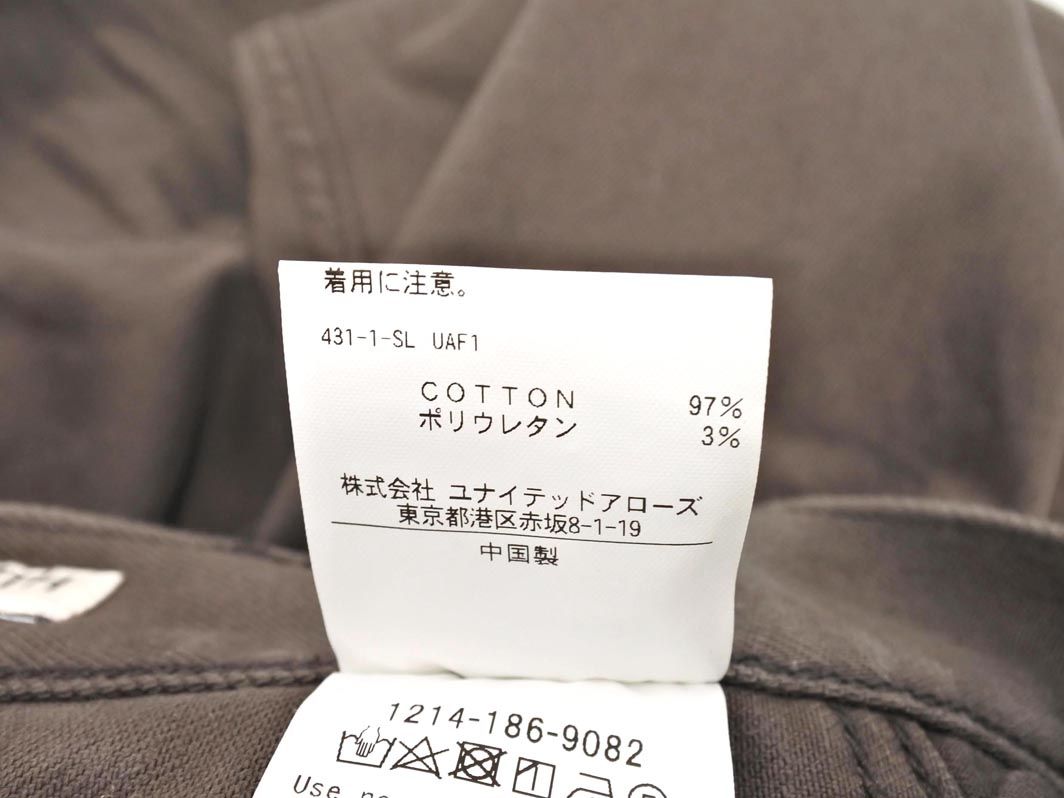 着用に注意。
431-1-SL UAF1
COTTON 97%
ポリウレタン 3%
株式会社 ユナイテッドアローズ
東京都港区赤坂8-1-19
中国製
1214-186-9082
Use